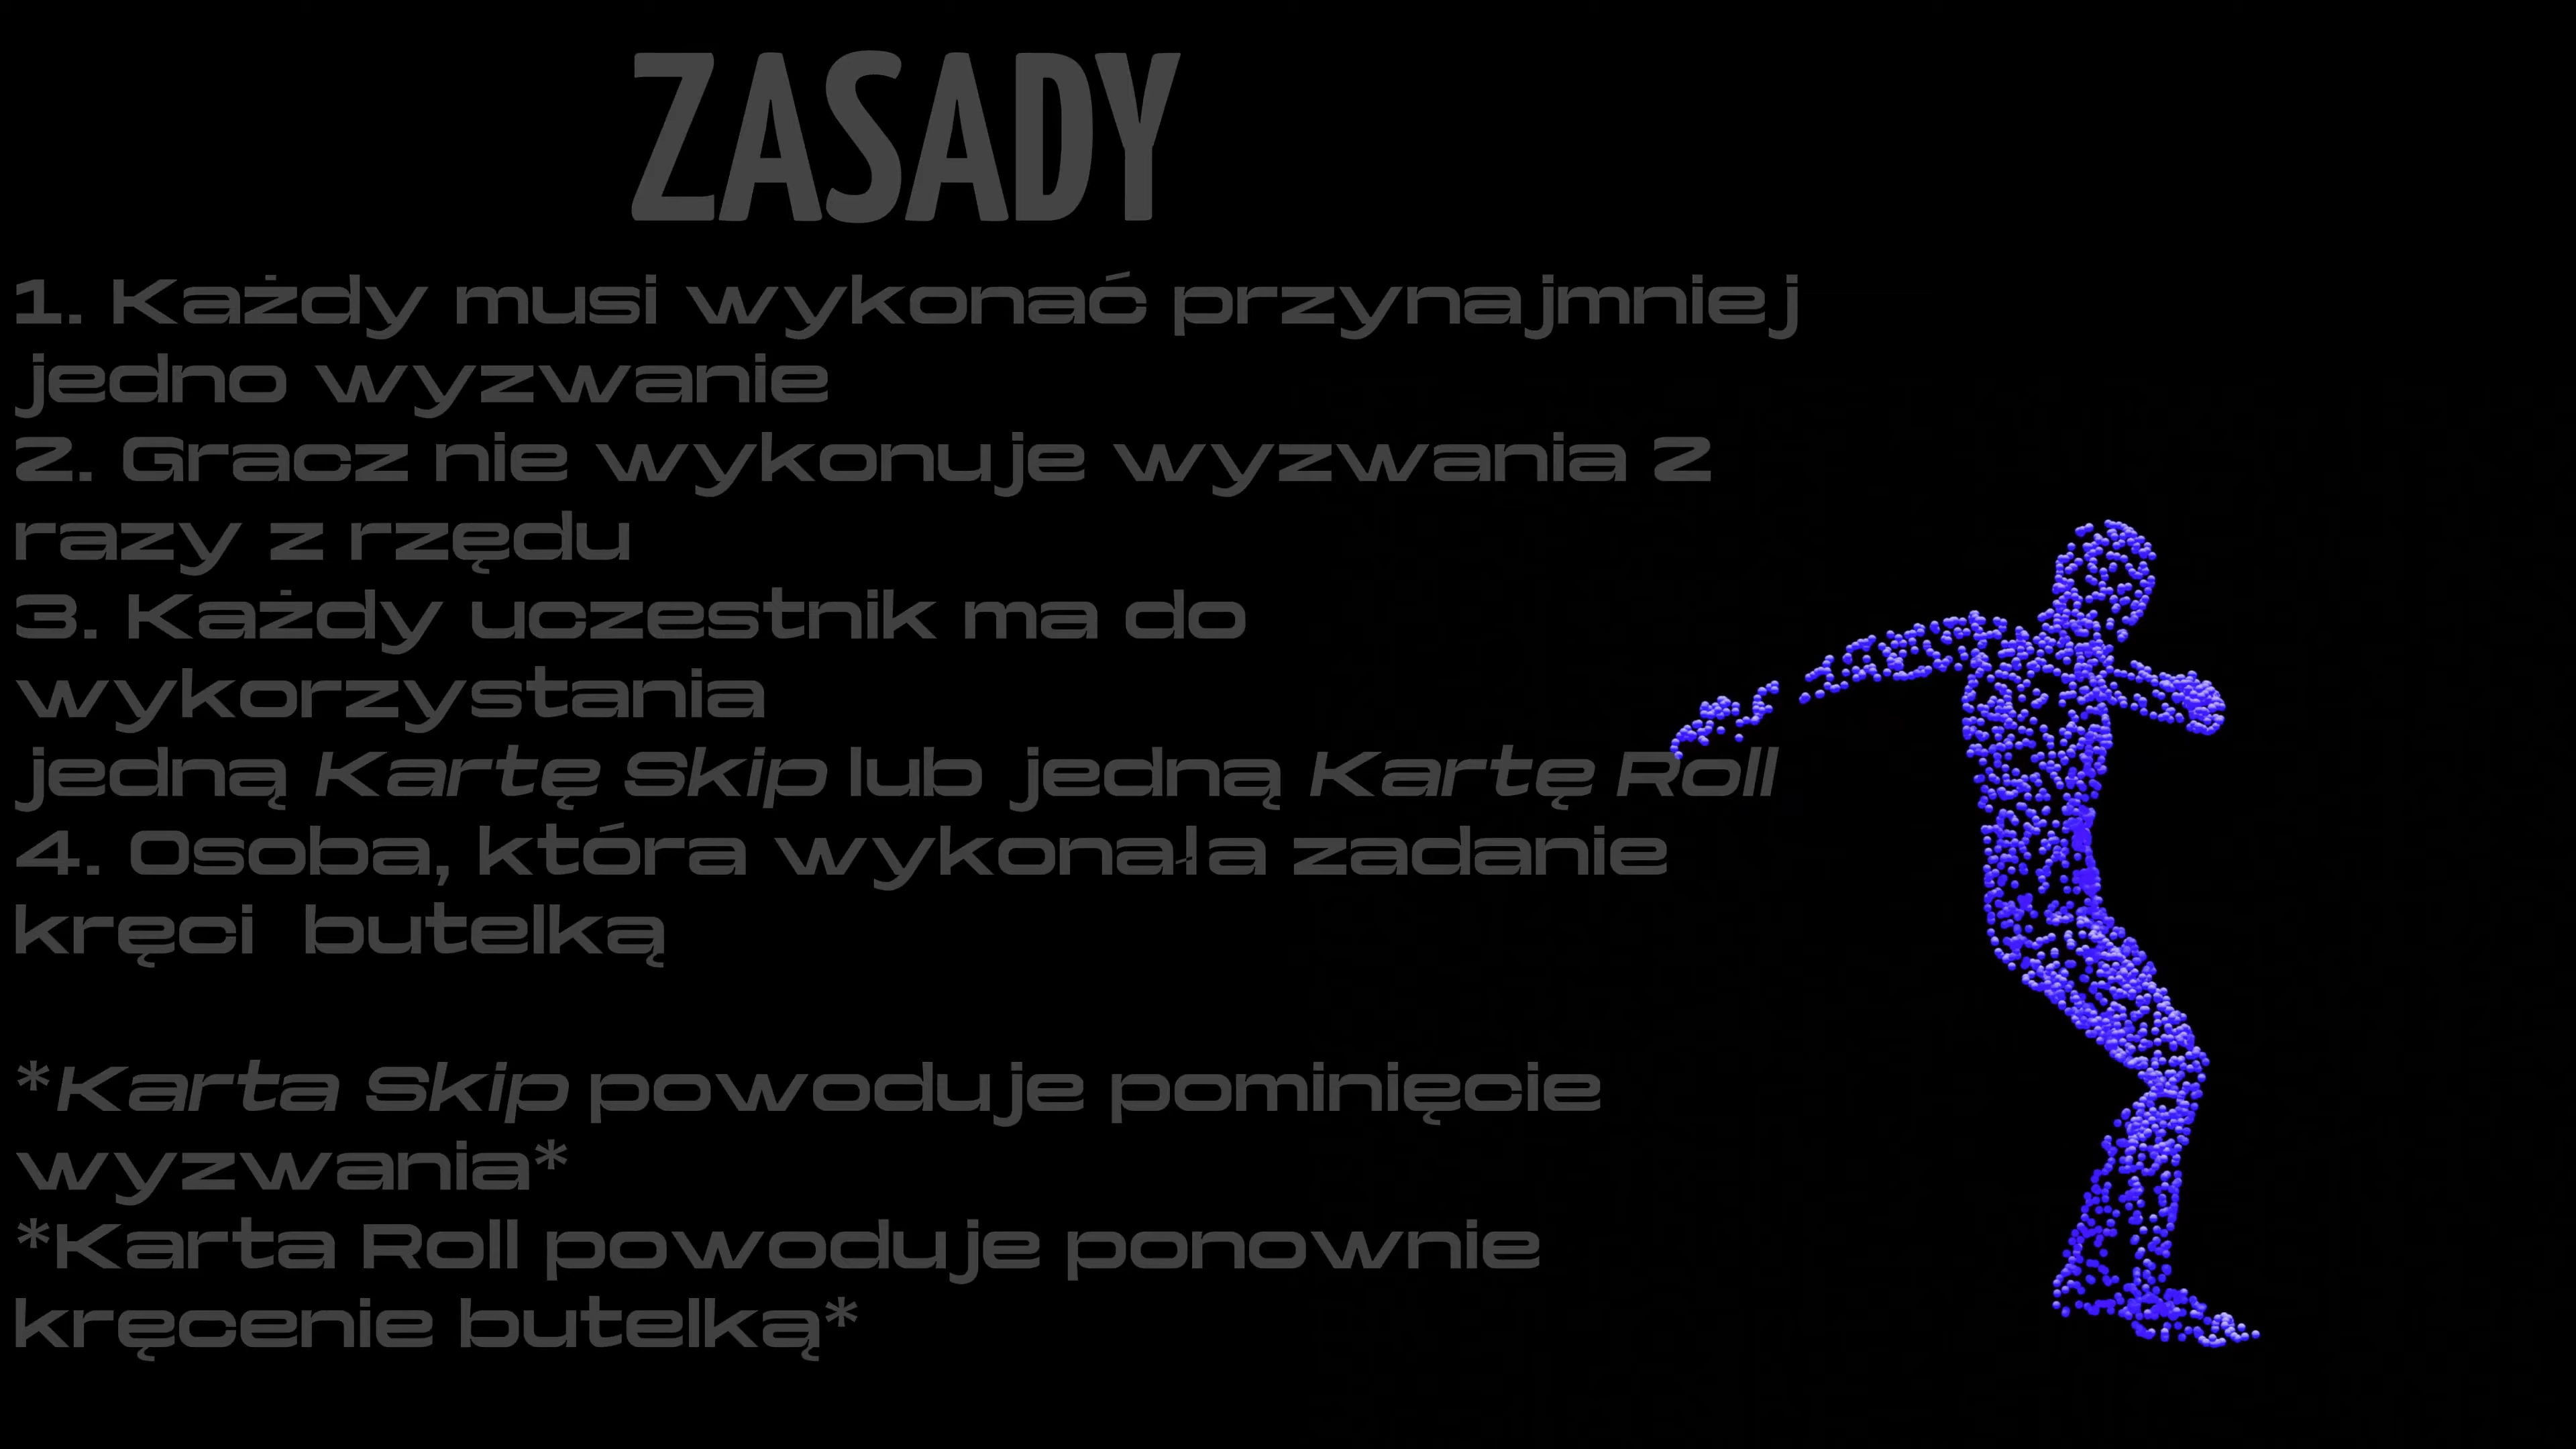 ZASADY
1. Każdy musi wykonać przynajmniej
jedno wyzwanie
2. Gracz nie wykonuje wyzwania 2
razy z rzędu
3. Każdy uczestnik ma do
wykorzystania
jedną Kartę Skip lub jedną Kartę Roll
4. Osoba, która wykonała zadanie
kręci butelką
*Karta Skip powoduje pominięcie
wyzwania*
*Karta Roll powoduje ponownie
kręcenie butelką*